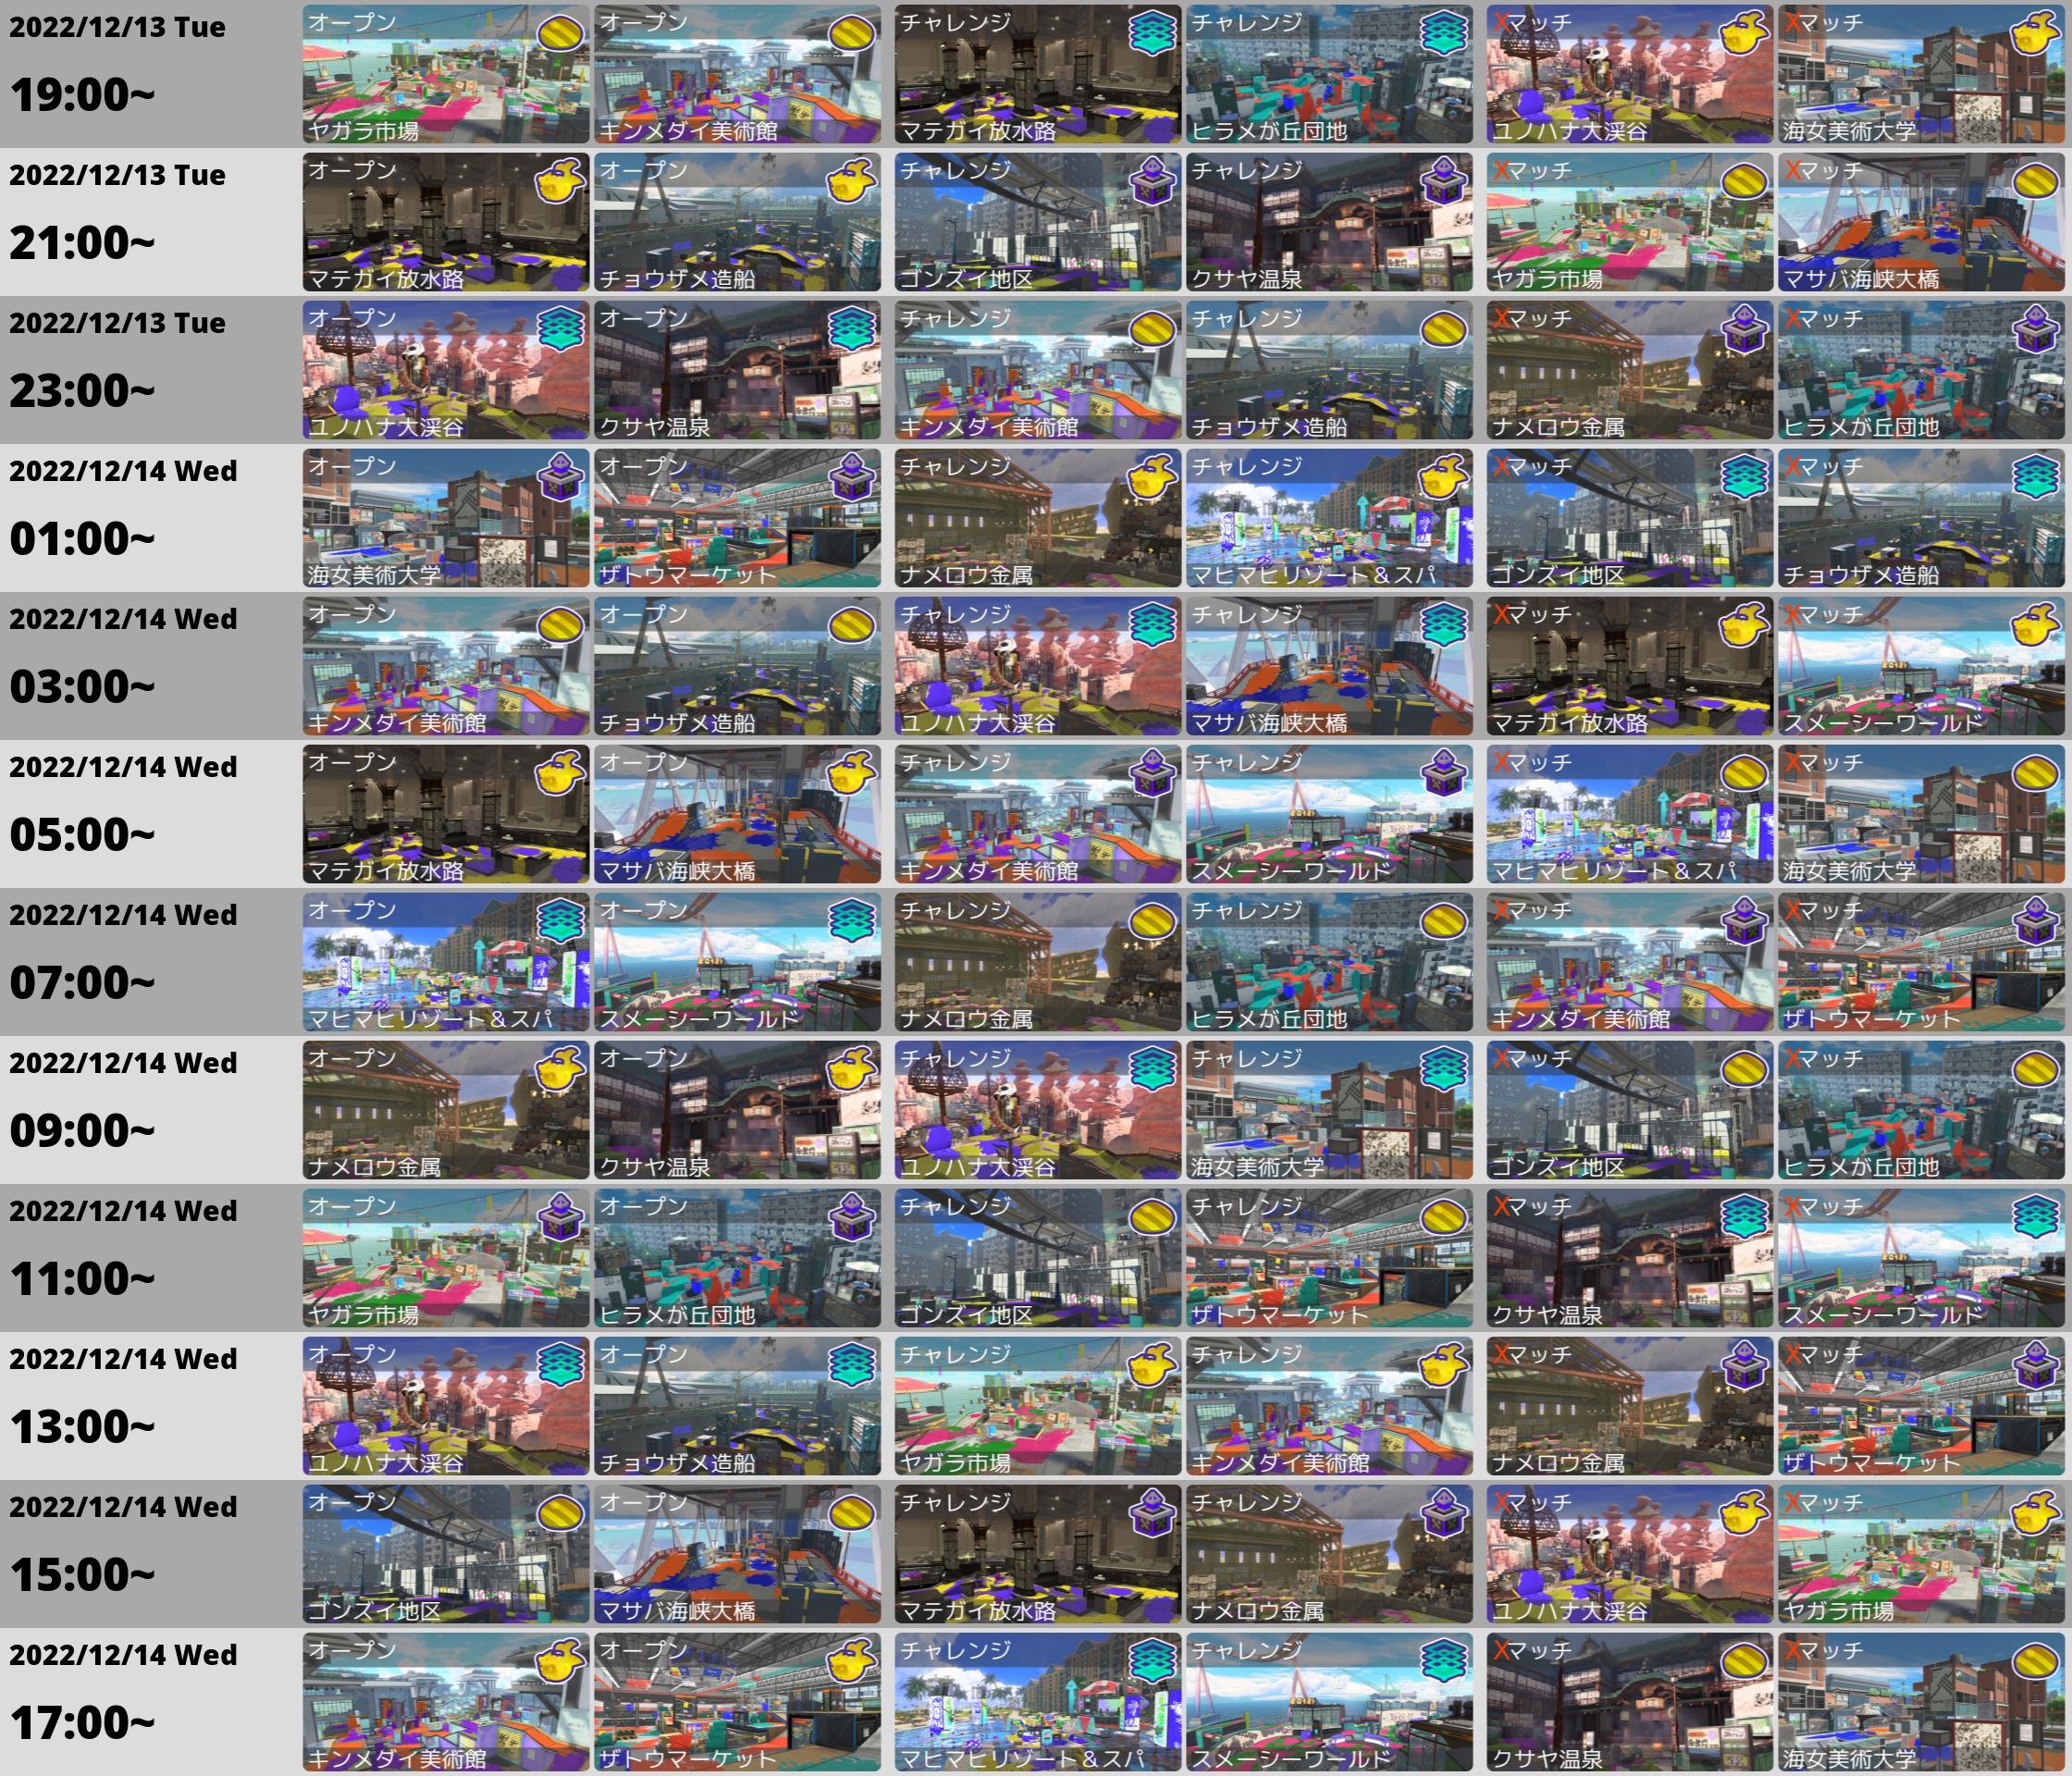 2022/12/13 Tue
19:00~
オープン オープン チャレンジ チャレンジ Xマッチ Xマッチ
ヤガラ市場 キンメダイ美術館 マテガイ放水路 ヒラメが丘団地 ユノハナ大渓谷 海女美術大学
2022/12/13 Tue
21:00~
オープン オープン チャレンジ チャレンジ Xマッチ Xマッチ
マテガイ放水路 チョウザメ造船 ゴンズイ地区 クサヤ温泉 ヤガラ市場 マサバ海峡大橋
2022/12/13 Tue
23:00~
オープン オープン チャレンジ チャレンジ Xマッチ Xマッチ
ユノハナ大渓谷 クサヤ温泉 キンメダイ美術館 チョウザメ造船 ナメロウ金属 ヒラメが丘団地
2022/12/14 Wed
01:00~
オープン オープン チャレンジ チャレンジ Xマッチ Xマッチ
海女美術大学 ザトウマーケット ナメロウ金属 マヒマヒリゾート＆スパ ゴンズイ地区 チョウザメ造船
2022/12/14 Wed
03:00~
オープン オープン チャレンジ チャレンジ Xマッチ Xマッチ
キンメダイ美術館 チョウザメ造船 ユノハナ大渓谷 マサバ海峡大橋 マテガイ放水路 スメーシーワールド
2022/12/14 Wed
05:00~
オープン オープン チャレンジ チャレンジ Xマッチ Xマッチ
マテガイ放水路 マサバ海峡大橋 キンメダイ美術館 スメーシーワールド マヒマヒリゾート＆スパ 海女美術大学
2022/12/14 Wed
07:00~
オープン オープン チャレンジ チャレンジ Xマッチ Xマッチ
マヒマヒリゾート＆スパ スメーシーワールド ナメロウ金属 ヒラメが丘団地 キンメダイ美術館 ザトウマーケット
2022/12/14 Wed
09:00~
オープン オープン チャレンジ チャレンジ Xマッチ Xマッチ
ナメロウ金属 クサヤ温泉 ユノハナ大渓谷 海女美術大学 ゴンズイ地区 ヒラメが丘団地
2022/12/14 Wed
11:00~
オープン オープン チャレンジ チャレンジ Xマッチ Xマッチ
ヤガラ市場 ヒラメが丘団地 ゴンズイ地区 ザトウマーケット クサヤ温泉 スメーシーワールド
2022/12/14 Wed
13:00~
オープン オープン チャレンジ チャレンジ Xマッチ Xマッチ
ユノハナ大渓谷 チョウザメ造船 ヤガラ市場 キンメダイ美術館 ナメロウ金属 ザトウマーケット
2022/12/14 Wed
15:00~
オープン オープン チャレンジ チャレンジ Xマッチ Xマッチ
ゴンズイ地区 マサバ海峡大橋 マテガイ放水路 ナメロウ金属 ユノハナ大渓谷 ヤガラ市場
2022/12/14 Wed
17:00~
オープン オープン チャレンジ チャレンジ Xマッチ Xマッチ
キンメダイ美術館 ザトウマーケット マヒマヒリゾート＆スパ スメーシーワールド クサヤ温泉 海女美術大学